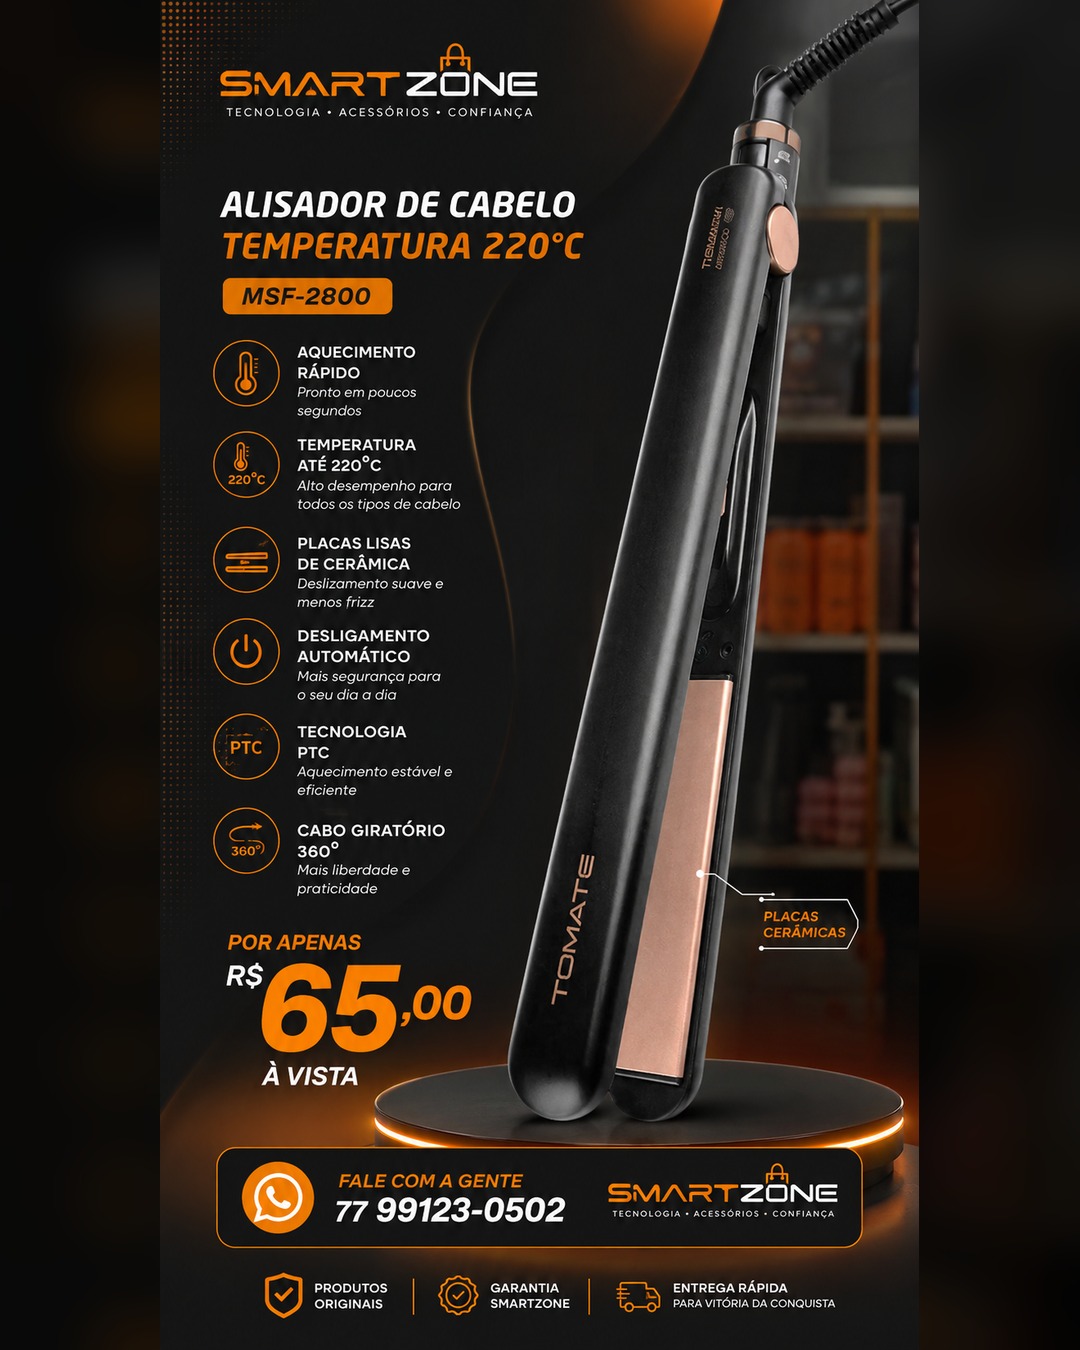 SMARTZONE
TECNOLOGIA • ACESSÓRIOS • CONFIANÇA
ALISADOR DE CABELO
TEMPERATURA 220°C
MSF-2800
AQUECIMENTO
RÁPIDO
Pronto em poucos
segundos
220°C
TEMPERATURA
ATÉ 220°C
Alto desempenho para
todos os tipos de cabelo
PLACAS LISAS
DE CERÂMICA
Deslizamento suave e
menos frizz
DESLIGAMENTO
AUTOMÁTICO
Mais segurança para
o seu dia a dia
PTC
TECNOLOGIA
PTC
Aquecimento estável e
eficiente
360°
CABO GIRATÓRIO
360°
Mais liberdade e
praticidade
TOMATE
PLACAS
CERÂMICAS
POR APENAS
R$ 65,00
À VISTA
FALE COM A GENTE
77 99123-0502
SMARTZONE
TECNOLOGIA • ACESSÓRIOS • CONFIANÇA
PRODUTOS
ORIGINAIS
GARANTIA
SMARTZONE
ENTREGA RÁPIDA
PARA VITÓRIA DA CONQUISTA